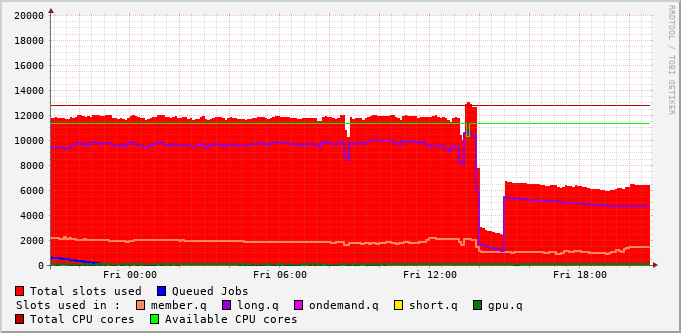 RRDTOOL / TOBI OETIKER
20000
18000
16000
14000
12000
10000
8000
6000
4000
2000
0
Fri 00:00 Fri 06:00 Fri 12:00 Fri 18:00
Total slots used Queued Jobs
Slots used in : member.q long.q ondemand.q short.q gpu.q
Total CPU cores Available CPU cores